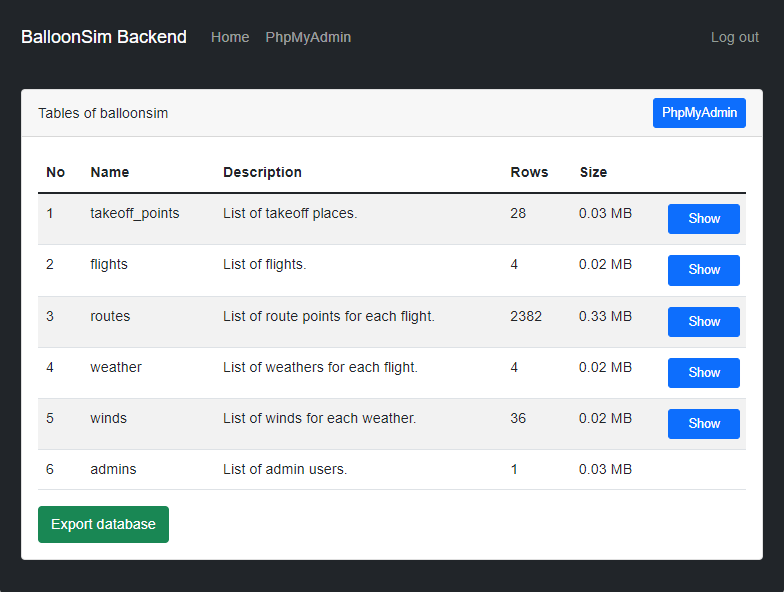 BalloonSim Backend Home PhpMyAdmin Log out
Tables of balloonsim PhpMyAdmin
No Name Description Rows Size
1 takeoff_points List of takeoff places. 28 0.03 MB Show
2 flights List of flights. 4 0.02 MB Show
3 routes List of route points for each flight. 2382 0.33 MB Show
4 weather List of weathers for each flight. 4 0.02 MB Show
5 winds List of winds for each weather. 36 0.02 MB Show
6 admins List of admin users. 1 0.03 MB
Export database